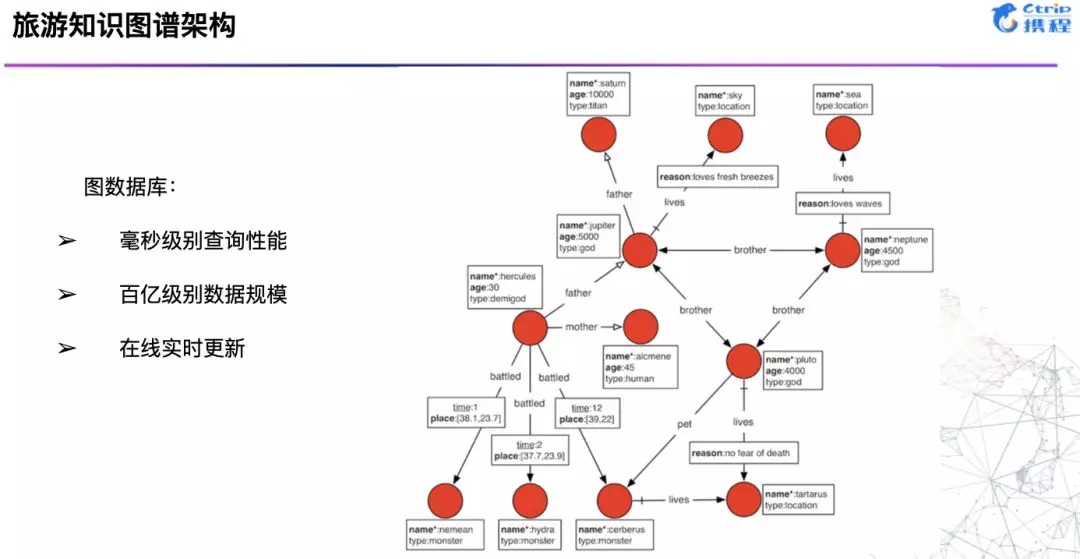 旅游知识图谱架构
Ctrip
携程
图数据库：
➢ 毫秒级别查询性能
➢ 百亿级别数据规模
➢ 在线实时更新
name*:saturn
age:10000
type:titan
name*:sky
type:location
name*:sea
type:location
father
reason:loves fresh breezes
lives
lives
reason:loves waves
name*:jupiter
age:5000
type:god
brother
name*:neptune
age:4500
type:god
name*:hercules
age:30
type:demigod
father
mother
brother
brother
name*:alcmene
age:45
type:human
name*:pluto
age:4000
type:god
battled
battled
battled
time:1
place:[38.1,23.7]
time:2
place:[37.7,23.9]
time:12
place:[39,22]
pet
lives
reason:no fear of death
lives
name*:tartarus
type:location
name*:nemean
type:monster
name*:hydra
type:monster
name*:cerberus
type:monster